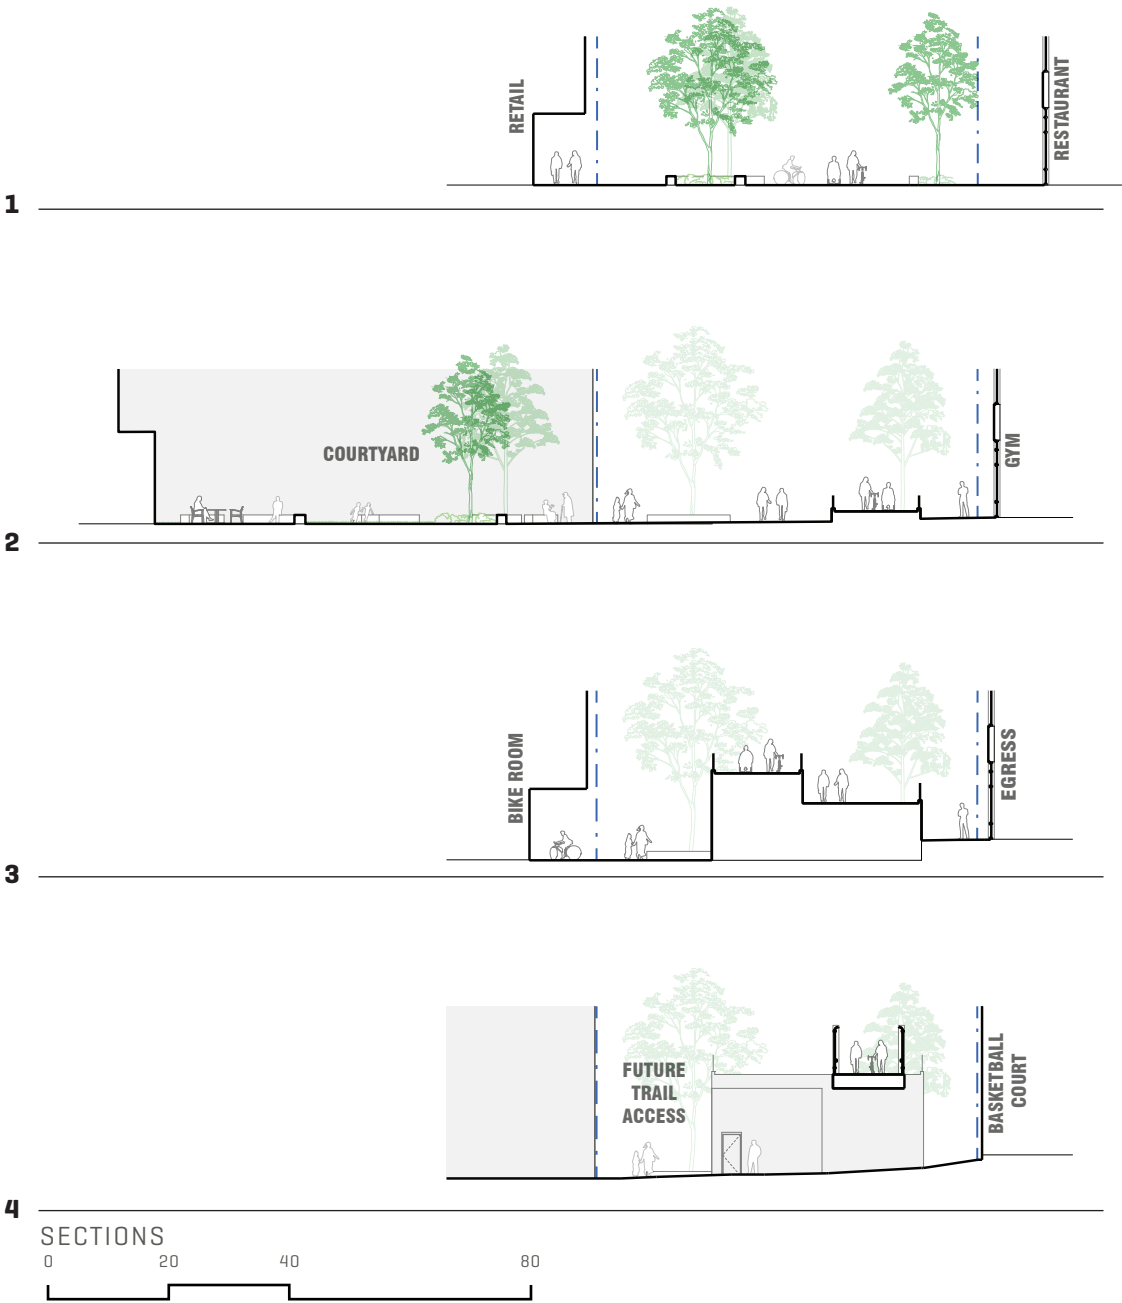 RETAIL
RESTAURANT
1
COURTYARD
GYM
2
BIKE ROOM
EGRESS
3
FUTURE
TRAIL
ACCESS
BASKETBALL
COURT
4
SECTIONS
0 20 40 80